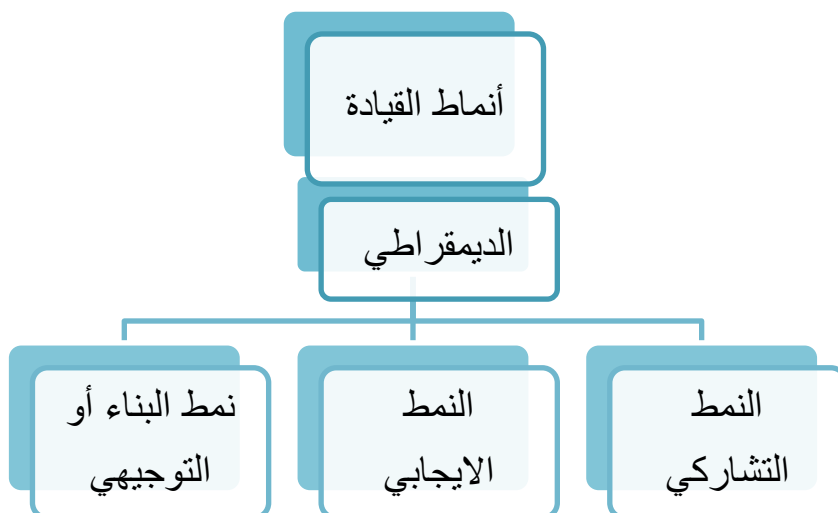 أنماط القيادة
الديمقراطي
النمط
التشاركي
النمط
الايجابي
نمط البناء أو
التوجيهي